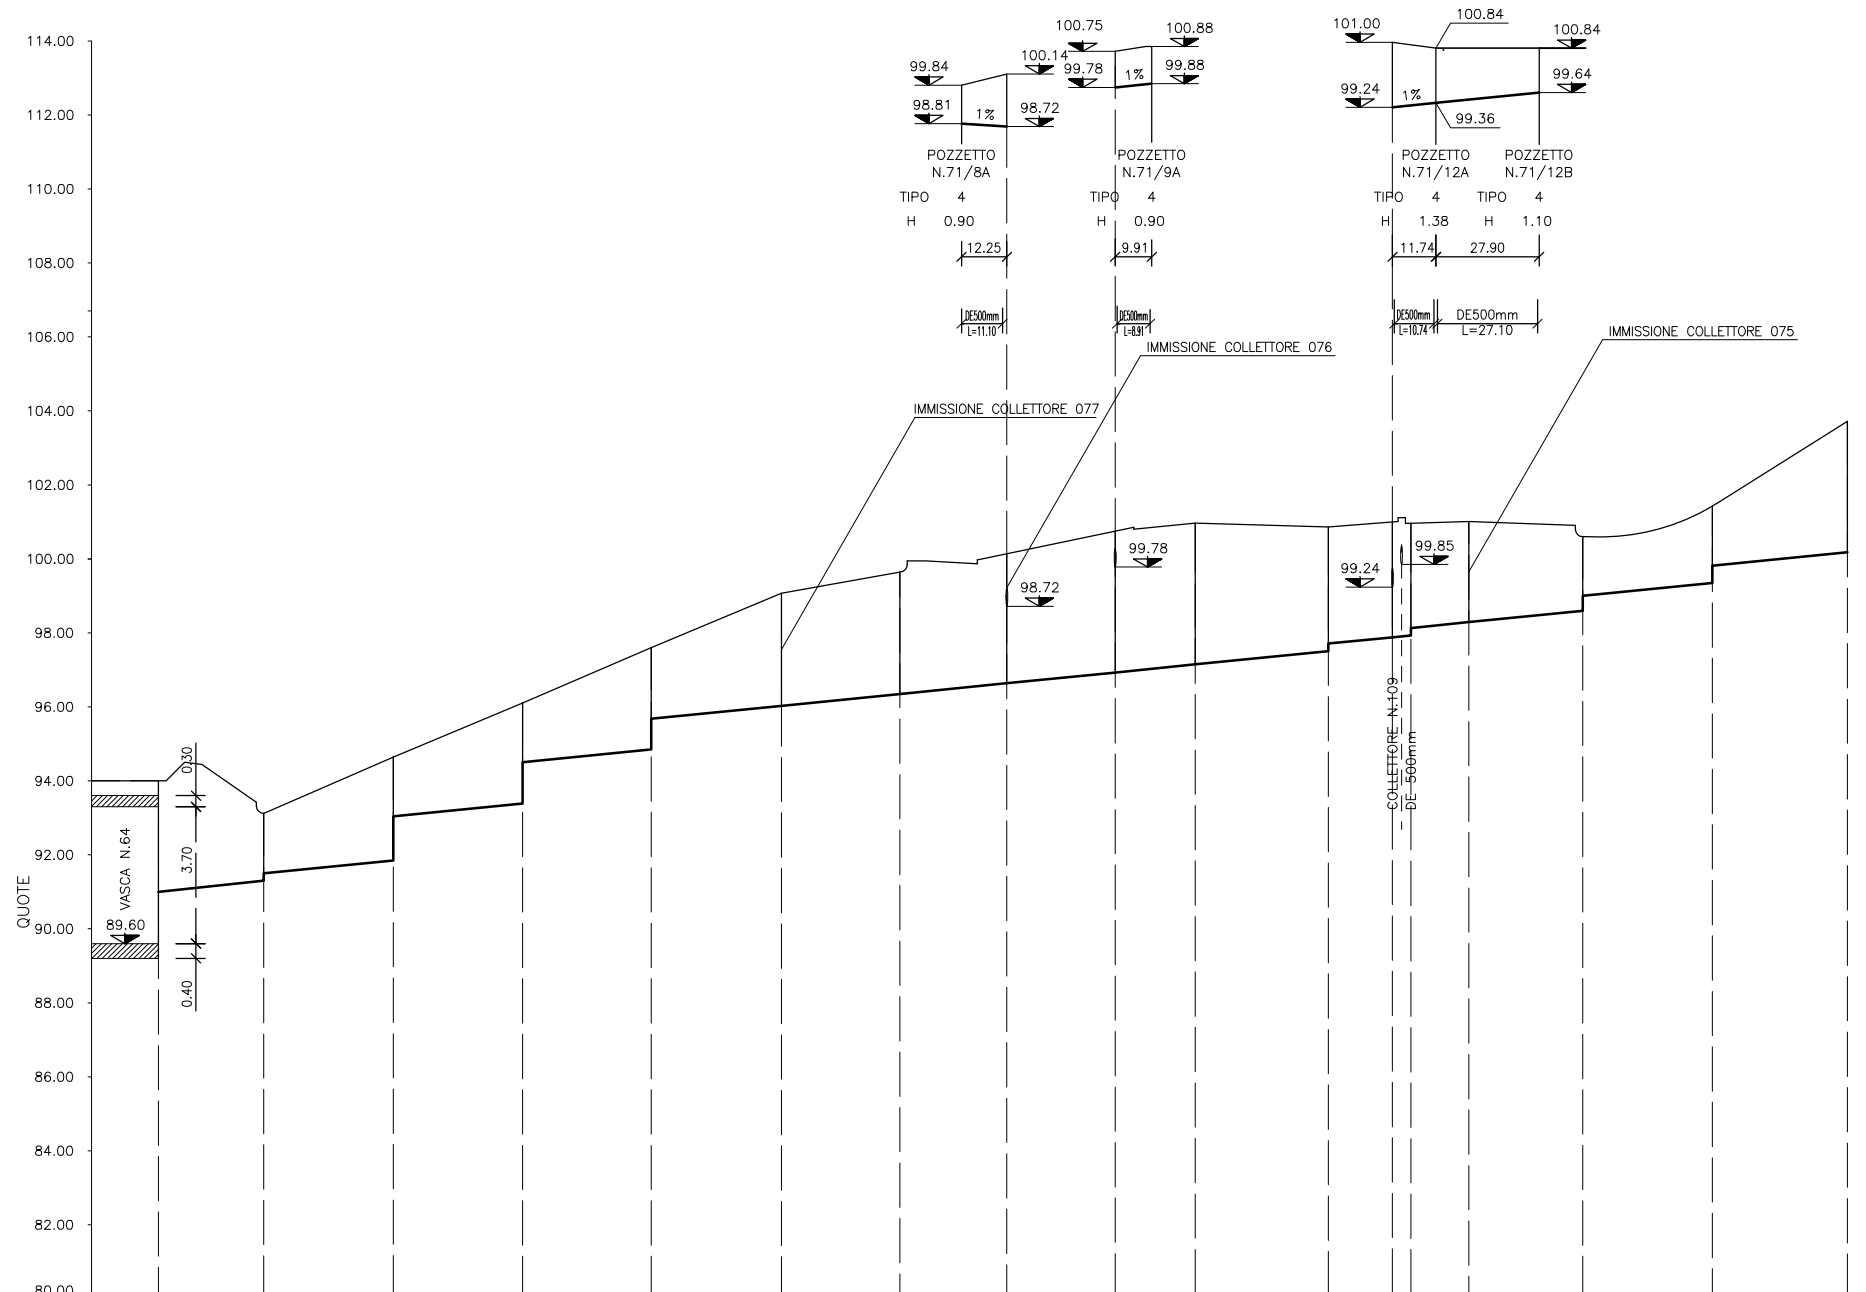 114.00
112.00
110.00
108.00
106.00
104.00
102.00
100.00
98.00
96.00
94.00
92.00
90.00
88.00
86.00
84.00
82.00
80.00
QUOTE
99.84
100.14
98.81
1%
98.72
POZZETTO
N.71/8A
TIPO 4
H 0.90
12.25
DE500mm
L=11.10
100.75
100.88
99.78
1%
99.88
POZZETTO
N.71/9A
TIPO 4
H 0.90
9.91
DE500mm
L=8.91
101.00
100.84
100.84
99.24
1%
99.36
99.64
POZZETTO
N.71/12A
TIPO 4
H 1.38
11.74
DE500mm
L=10.74
POZZETTO
N.71/12B
TIPO 4
H 1.10
27.90
DE500mm
L=27.10
IMMISSIONE COLLETTORE 077
IMMISSIONE COLLETTORE 076
IMMISSIONE COLLETTORE 075
98.72
99.78
99.24
99.85
COLLETTORE N.109
DE 500mm
VASCA N.64
89.60
0.30
3.70
0.40